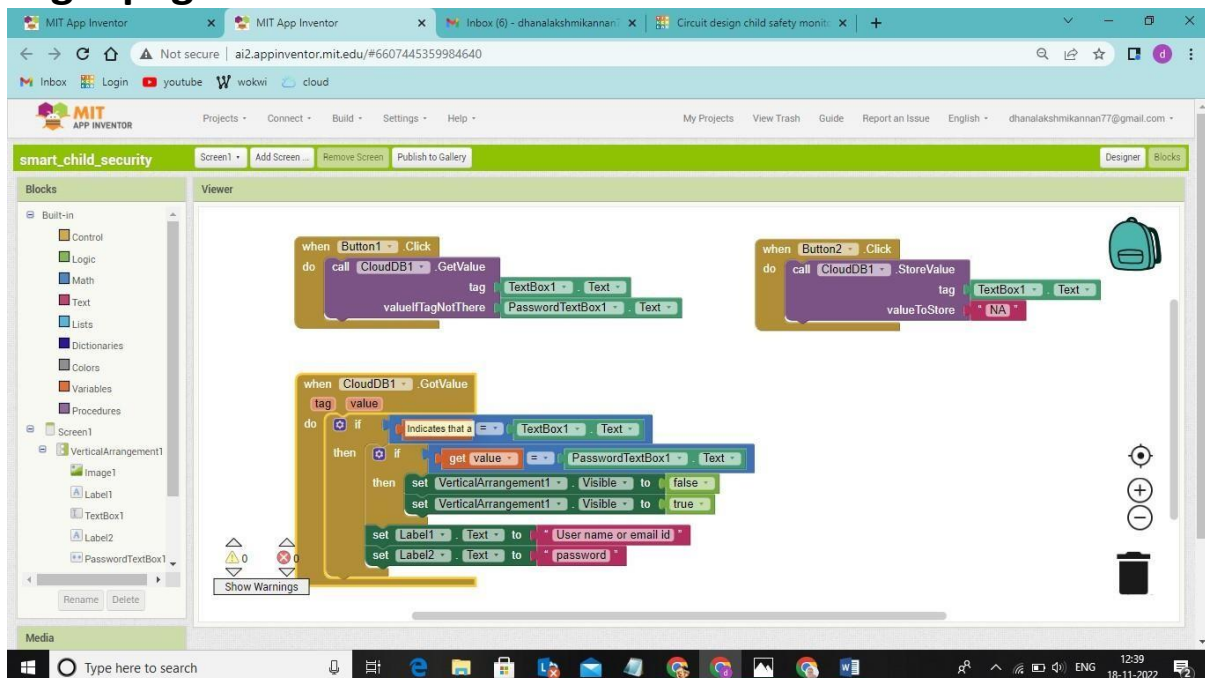 MIT App Inventor
MIT App Inventor
Inbox (6) - dhanalakshmikannan7
Circuit design child safety monito
Not secure
ai2.appinventor.mit.edu/#6607445359984640
d
Inbox
Login
youtube
wokwi
cloud
MIT
APP INVENTOR
Projects
Connect
Build
Settings
Help
My Projects
View Trash
Guide
Report an Issue
English
dhanalakshmikannan77@gmail.com
smart_child_security
Screen1
Add Screen ...
Remove Screen
Publish to Gallery
Designer
Blocks
Blocks
Viewer
Built-in
Control
Logic
Math
Text
Lists
Dictionaries
Colors
Variables
Procedures
Screen1
VerticalArrangement1
Image1
Label1
TextBox1
Label2
PasswordTextBox1
Rename
Delete
Media
when Button1 .Click
do call CloudDB1 .GetValue
tag TextBox1 . Text
valueIfTagNotThere PasswordTextBox1 . Text
when Button2 .Click
do call CloudDB1 .StoreValue
tag TextBox1 . Text
valueToStore " NA "
when CloudDB1 .GotValue
tag value
do if Indicates that a = TextBox1 . Text
then if get value = PasswordTextBox1 . Text
then set VerticalArrangement1 . Visible to false
set VerticalArrangement1 . Visible to true
set Label1 . Text to " User name or email id "
set Label2 . Text to " password "
0 0
Show Warnings
Type here to search
ENG
12:39
18-11-2022
2